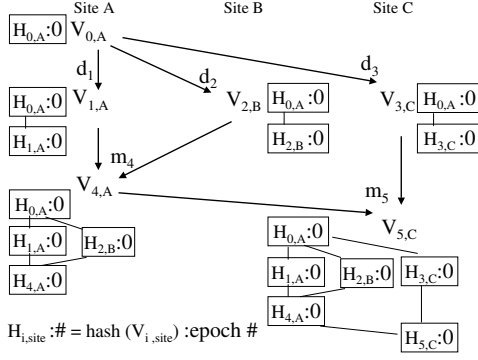 Site A Site B Site C
H0,A:0 V0,A
d1 d2 d3
H0,A:0 V1,A V2,B H0,A:0 V3,C H0,A:0
H1,A:0 H2,B:0 H3,C:0
m4
V4,A m5
H0,A:0 V5,C
H1,A:0 H2,B:0 H0,A:0
H4,A:0 H1,A:0 H2,B:0 H3,C:0
H4,A:0
H5,C:0
Hi,site :# = hash (Vi,site) :epoch #